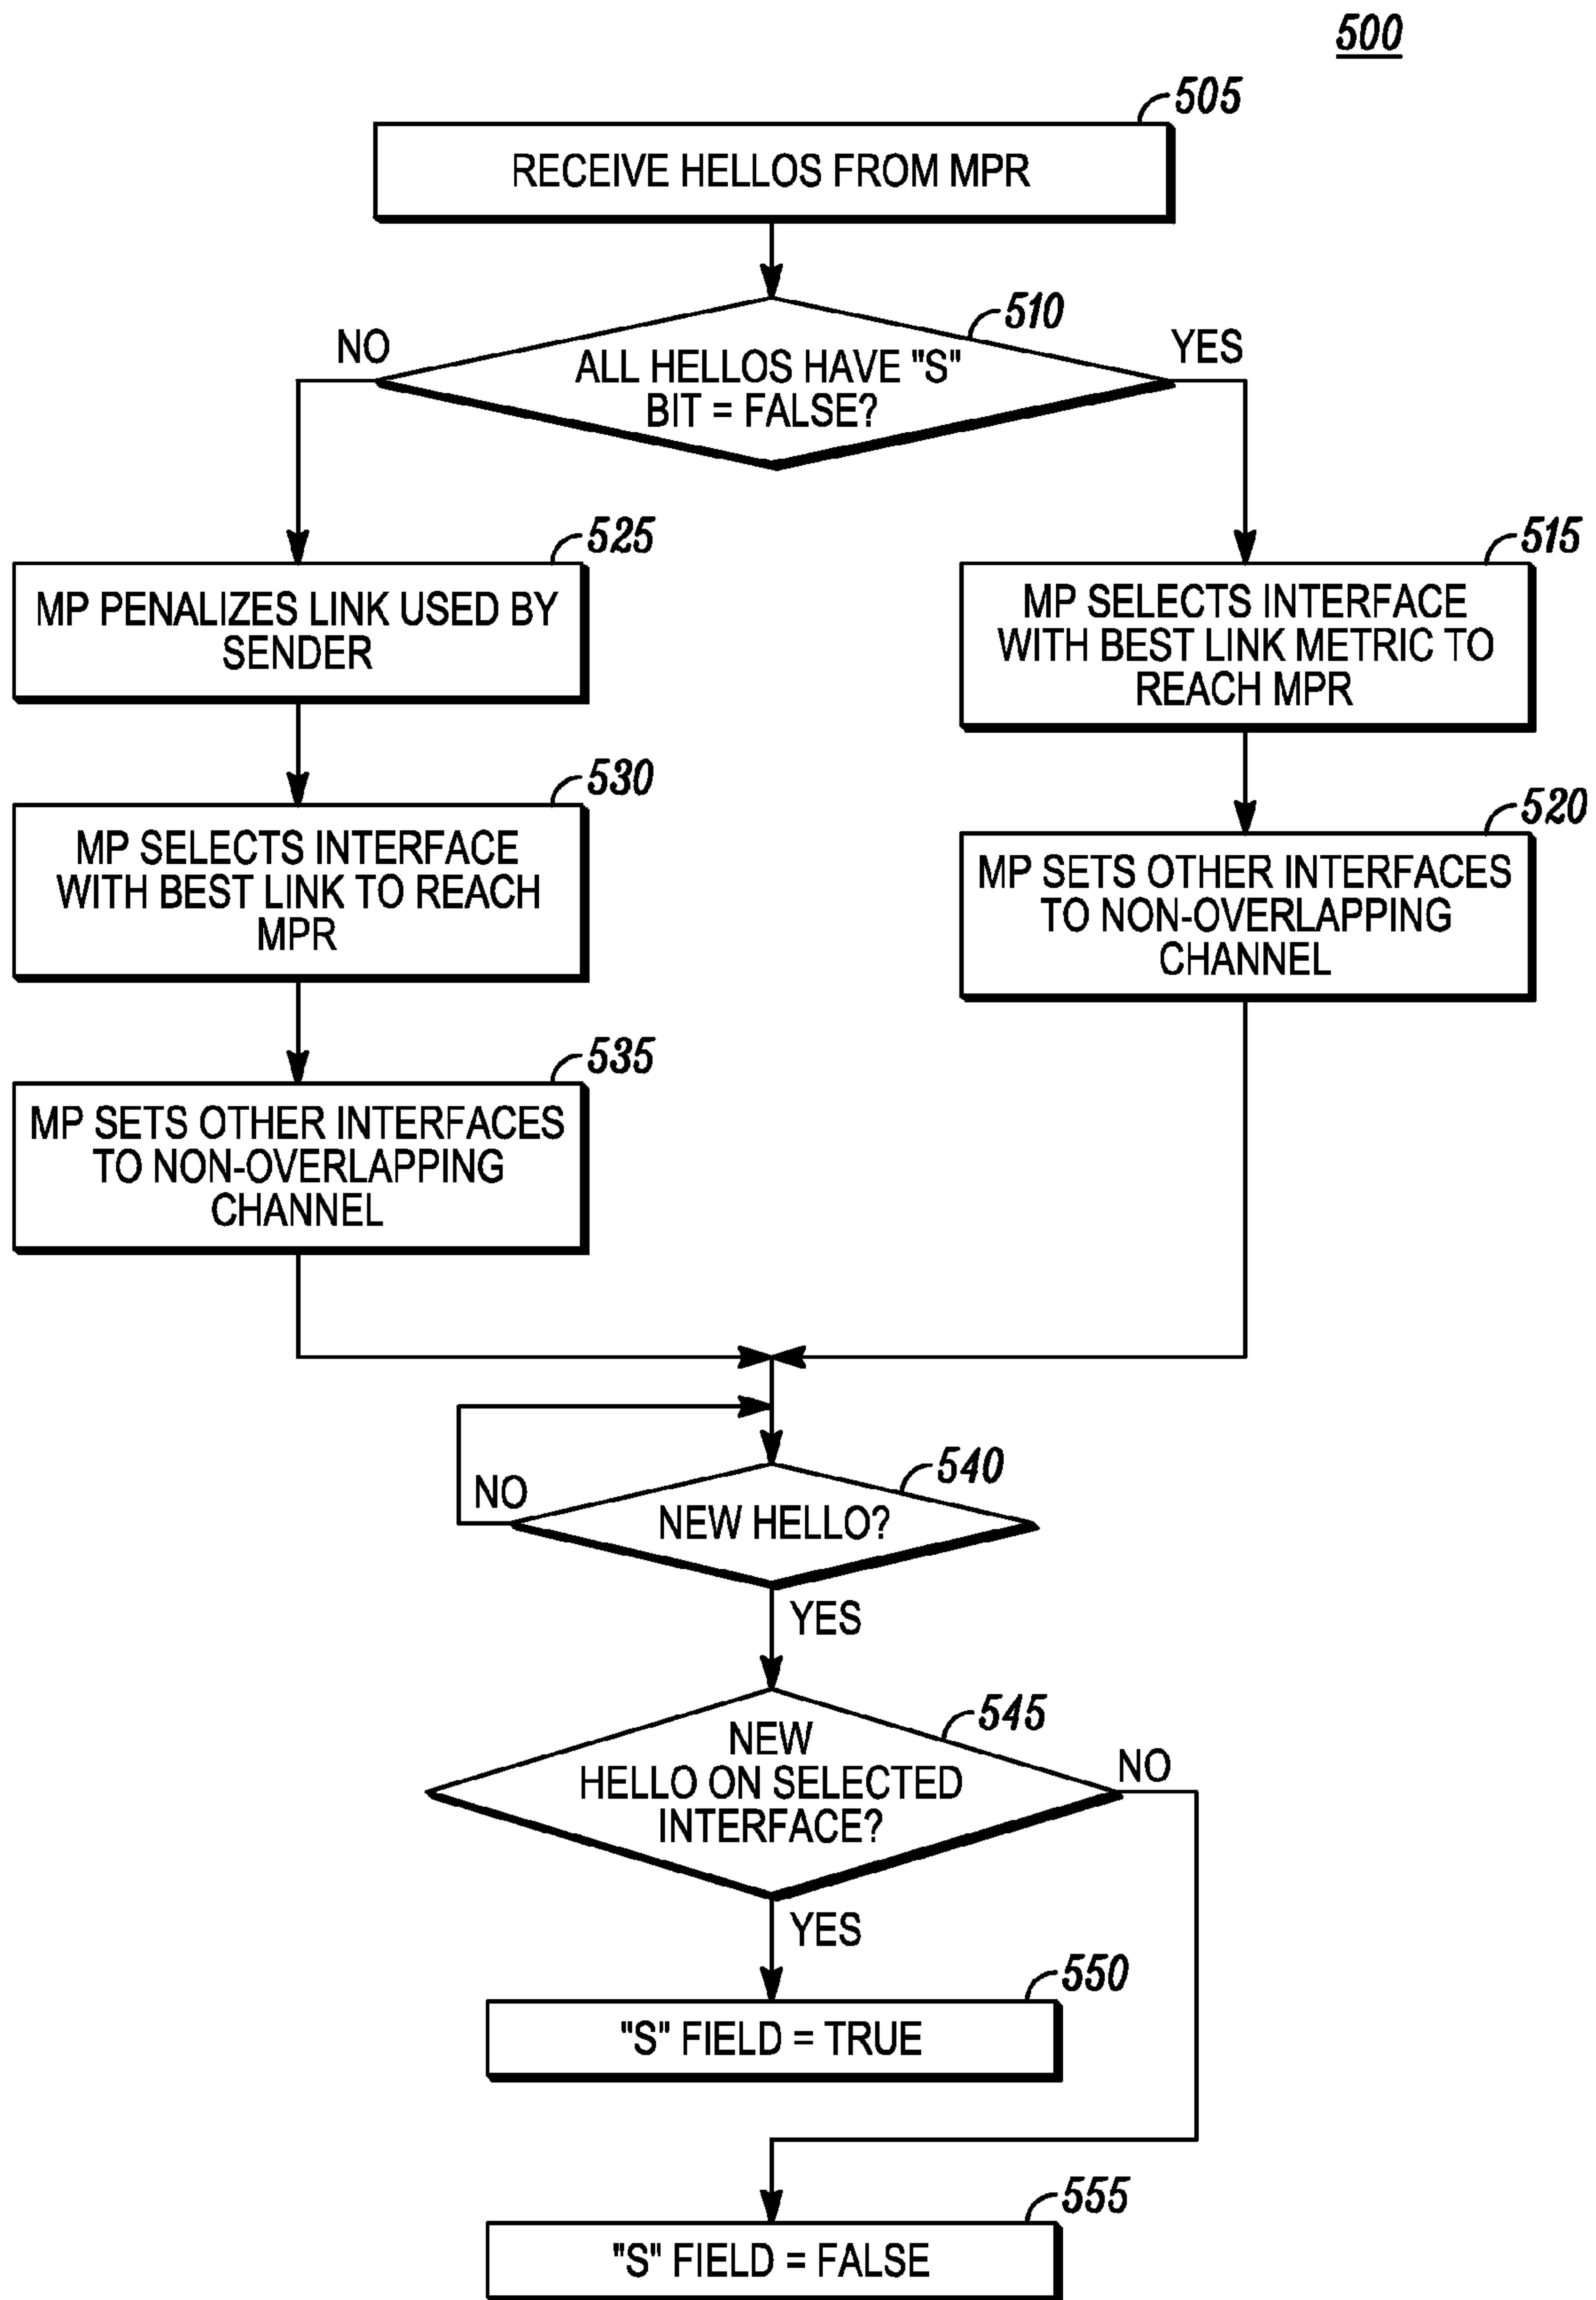 500
505
RECEIVE HELLOS FROM MPR
510
NO
YES
ALL HELLOS HAVE "S"
BIT = FALSE?
525
MP PENALIZES LINK USED BY
SENDER
515
MP SELECTS INTERFACE
WITH BEST LINK METRIC TO
REACH MPR
530
MP SELECTS INTERFACE
WITH BEST LINK TO REACH
MPR
520
MP SETS OTHER INTERFACES
TO NON-OVERLAPPING
CHANNEL
535
MP SETS OTHER INTERFACES
TO NON-OVERLAPPING
CHANNEL
540
NO
NEW HELLO?
YES
545
NEW
HELLO ON SELECTED
INTERFACE?
NO
YES
550
"S" FIELD = TRUE
555
"S" FIELD = FALSE